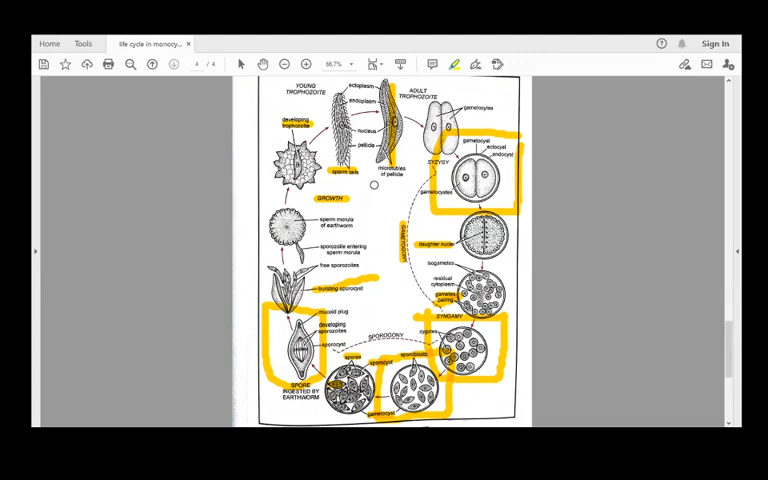 Home
Tools
life cycle in monocy...
×
Sign In
4 / 4
66.7%
YOUNG
TROPHOZOITE
ectoplasm
endoplasm
nucleus
pellicle
ADULT
TROPHOZOITE
gametocytes
developing
trophozoite
sperm tails
microtubles
of pellicle
SYZYGY
gametocyst
ectocyst
endocyst
gametocytes
GROWTH
sperm morula
of earthworm
sporozoite entering
sperm morula
GAMETOGONY
daughter nuclei
free sporozoites
isogametes
residual
cytoplasm
gametes
pairing
bursting sporocyst
mucoid plug
developing
sporozoites
sporocyst
SYNGAMY
zygotes
SPOROGONY
spores
sporocyst
sporoblasts
SPORE
INGESTED BY
EARTHWORM
gametocyst